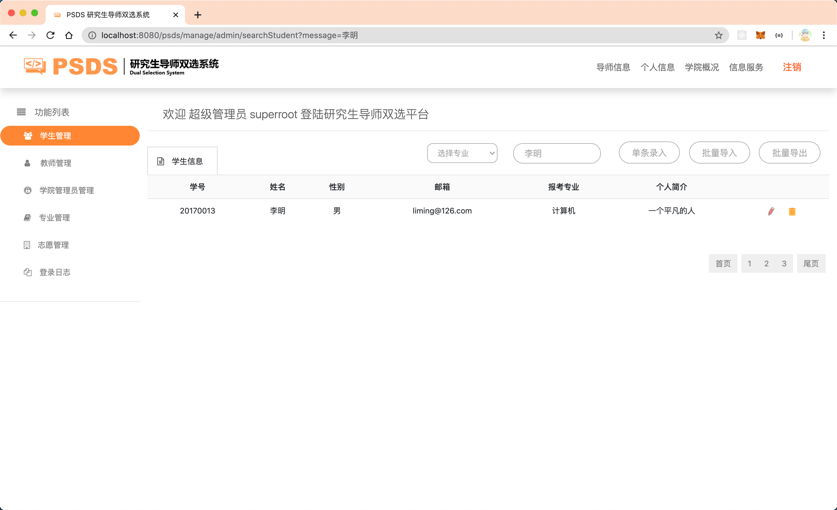 PSDS 研究生导师双选系统
localhost:8080/psds/manage/admin/searchStudent?message=李明
PSDS 研究生导师双选系统
Dual Selection System
导师信息 个人信息 学院概况 信息服务 注销
功能列表
学生管理
教师管理
学院管理员管理
专业管理
志愿管理
登录日志
欢迎 超级管理员 superroot 登陆研究生导师双选平台
学生信息 选择专业 李明 单条录入 批量导入 批量导出
学号 姓名 性别 邮箱 报考专业 个人简介
20170013 李明 男 liming@126.com 计算机 一个平凡的人
首页 1 2 3 尾页